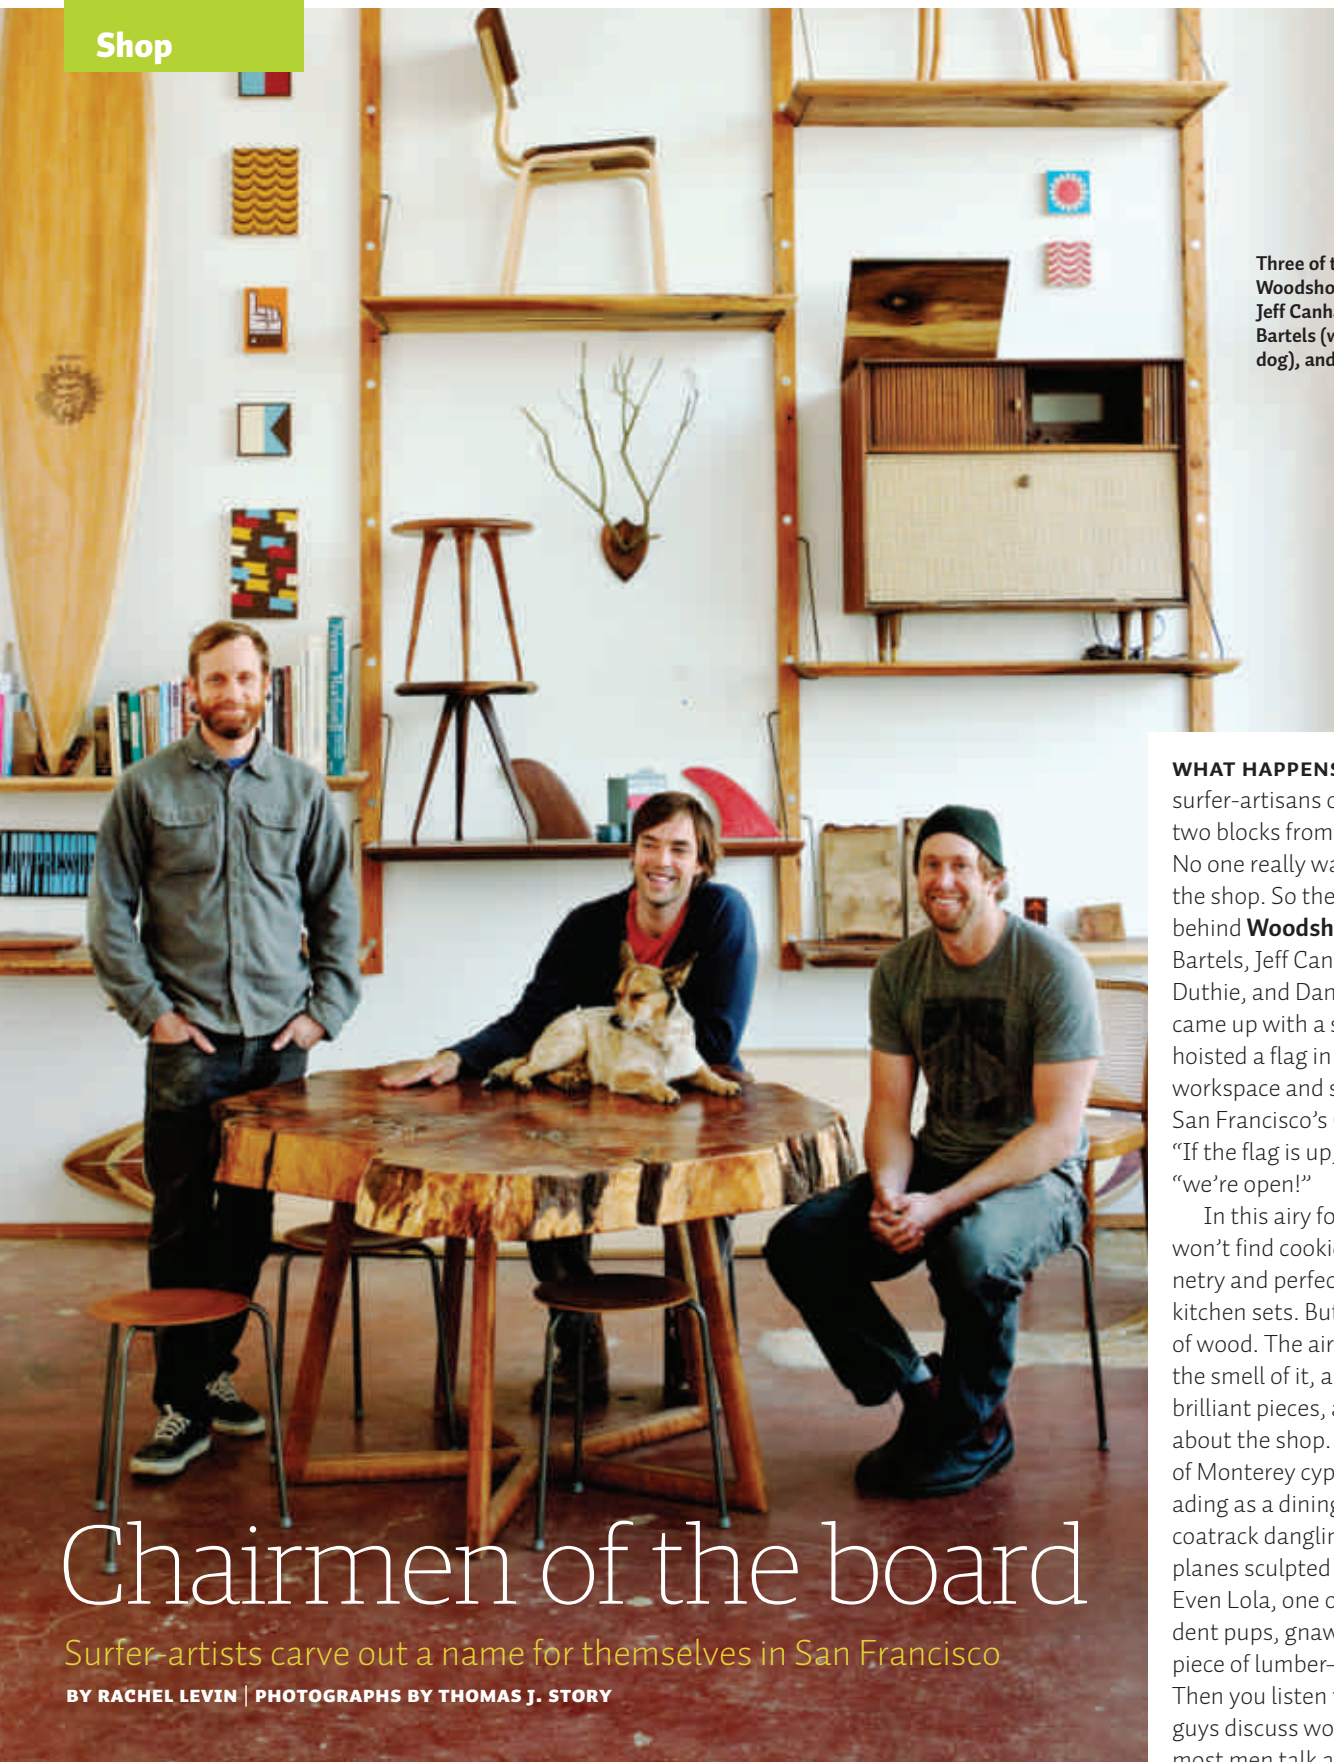 Shop
Three of
Woodsho
Jeff Canh
Bartels
dog), and
WHAT HAPPENS
surfer-artisans
two blocks from
No one really wa
the shop. So the
behind Woodsh
Bartels, Jeff Can
Duthie, and Dan
came up with a s
hoisted a flag in
workspace and s
San Francisco’s
“If the flag is up,
“we’re open!”
In this airy fo
won’t find cooki
netry and perfec
kitchen sets. But
of wood. The air
the smell of it, a
brilliant pieces, a
about the shop.
of Monterey cyp
ading as a dining
coatrack danglin
planes sculpted
Even Lola, one o
dent pups, gnaw
piece of lumber–
Then you listen
guys discuss wo
most men talk a
Chairmen of the board
Surfer-artists carve out a name for themselves in San Francisco
BY RACHEL LEVIN | PHOTOGRAPHS BY THOMAS J. STORY